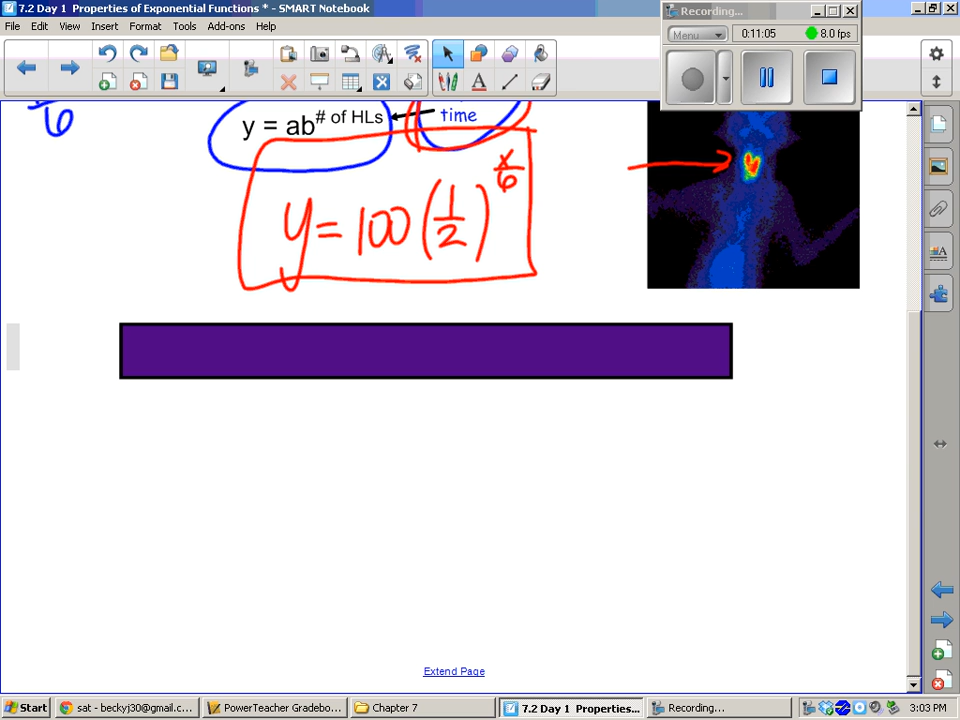 7.2 Day 1 Properties of Exponential Functions * - SMART Notebook
Recording...
File Edit View Insert Format Tools Add-ons Help
Menu 0:11:05 8.0 fps
6
y = ab # of HLs
time
y = 100 (1/2)^x/6
Extend Page
Start
sat - beckyj30@gmail.c...
PowerTeacher Gradebo...
Chapter 7
7.2 Day 1 Properties...
Recording...
3:03 PM